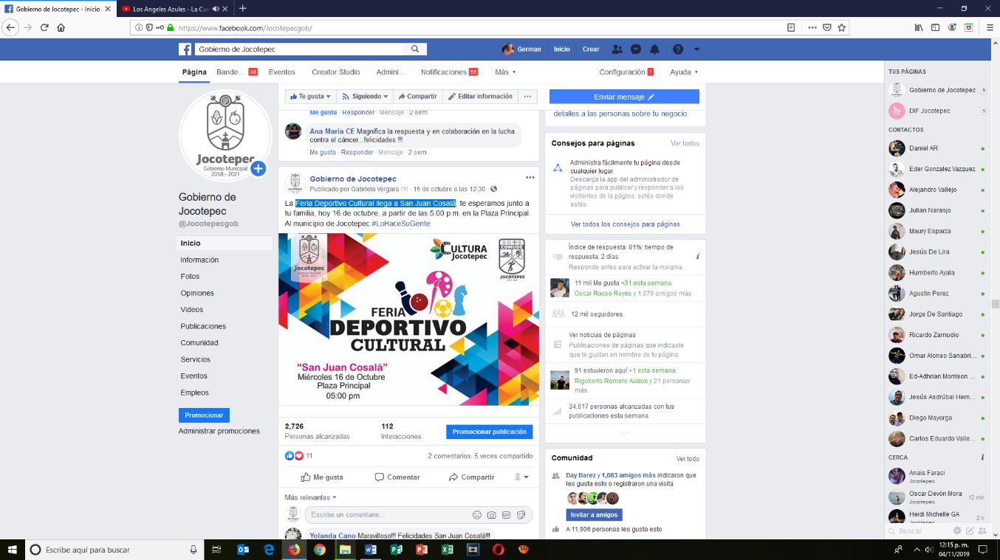 Gobierno de Jocotepec - Inicio
Los Angeles Azules - La Cu
https://www.facebook.com/Jocotepecgob/
Gobierno de Jocotepec
German
Inicio
Crear
Página
Bande... 39
Eventos
Creator Studio
Admini...
Notificaciones 55
Más
Configuración 1
Ayuda
Jocotepec
Gobierno Municipal
2018 - 2021
Gobierno de
Jocotepec
@Jocotepecgob
Inicio
Información
Fotos
Opiniones
Videos
Publicaciones
Comunidad
Servicios
Eventos
Empleos
Promocionar
Administrar promociones
Te gusta
Siguiendo
Compartir
Editar información
...
Me gusta · Responder · Mensaje · 2 sem
Ana María CE Magnífica la respuesta y en colaboración en la lucha
contra el cáncer...felicidades !!!
Me gusta · Responder · Mensaje · 2 sem
Gobierno de Jocotepec
Publicado por Gabriela Vergara [?] · 16 de octubre a las 12:30 ·
La Feria Deportivo Cultural llega a San Juan Cosalá, te esperamos junto a
tu familia, hoy 16 de octubre, a partir de las 5:00 p.m. en la Plaza Principal.
Al municipio de Jocotepec #LoHaceSuGente
Jocotepec
CULTURA
Jocotepec
COMUDE
JOCOTEPEC
FERIA
DEPORTIVO
CULTURAL
“San Juan Cosalá”
Miércoles 16 de Octubre
Plaza Principal
05:00 pm
2,726
Personas alcanzadas
112
Interacciones
Promocionar publicación
11
2 comentarios 5 veces compartido
Me gusta
Comentar
Compartir
Más relevantes
Escribe un comentario...
GIF
Yolanda Cano Maravilloso!!! Felicidades San Juan Cosalá!!!
Enviar mensaje
detalles a las personas sobre tu negocio.
Consejos para páginas
Ver todos
Administra fácilmente tu página desde
cualquier lugar
Descarga la app del administrador de
páginas para publicar y responder a los
visitantes de la página, estés donde
estés.
Ver todos los consejos para páginas
Índice de respuesta: 81%; tiempo de
respuesta: 2 días
Responde antes para activar la insignia
11 mil Me gusta +31 esta semana
Oscar Racso Reyes y 1,079 amigos más
12 mil seguidores
Ver noticias de páginas
Publicaciones de páginas que indicaste
que te gustan en nombre de tu página
91 estuvieron aquí +1 esta semana
Rigoberto Romero Avalos y 21 personas
más
34,617 personas alcanzadas con tus
publicaciones esta semana
Comunidad
Ver todo
Day Barez y 1,083 amigos más indicaron que
les gusta esto o registraron una visita
Invitar a amigos
A 11,906 personas les gusta esto
TUS PÁGINAS
Gobierno de Jocotepec 9
DIF Jocotepec 9
CONTACTOS
Daniel AR
Eder Gonzalez Vazquez
Alejandro Vallejo
Julian Naranjo
Maury Esparza
Jesús De Lira
Humberto Ayala
Agustin Perez
Jorge De Santiago
Ricardo Zamudio
Omar Alonso Sanabri...
Ed-Adhrian Morrison ...
Jesús Asdrúbal Hern...
Diego Mayorga
Carlos Eduardo Valle...
CERCA
Anais Faraci
Jocotepec
Oscar Devón Mora 12 min
Jocotepec
Heidi Michelle GA 2 h
Jocotepec
Buscar
Escribe aquí para buscar
12:15 p. m.
04/11/2019